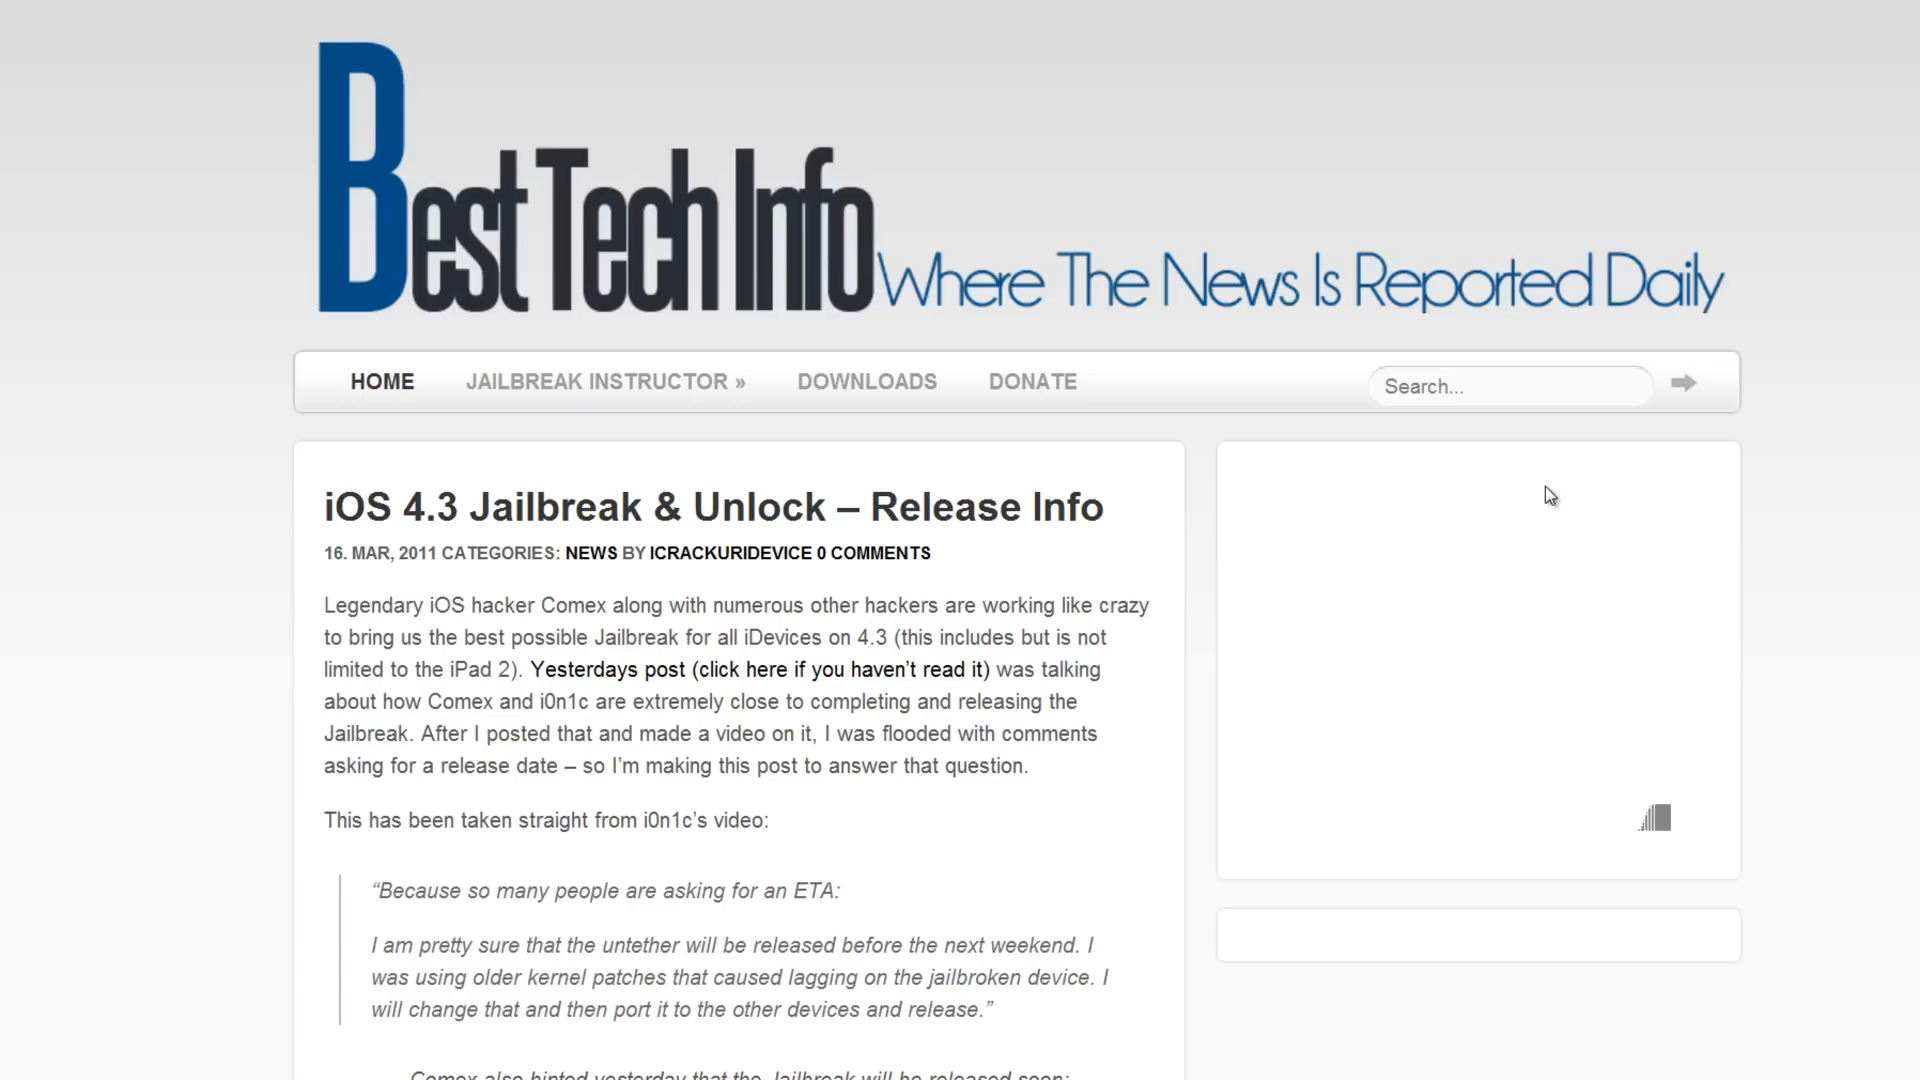 Best Tech Info Where The News Is Reported Daily
HOME JAILBREAK INSTRUCTOR » DOWNLOADS DONATE Search...
iOS 4.3 Jailbreak & Unlock – Release Info
16. MAR, 2011 CATEGORIES: NEWS BY ICRACKURIDEVICE 0 COMMENTS
Legendary iOS hacker Comex along with numerous other hackers are working like crazy
to bring us the best possible Jailbreak for all iDevices on 4.3 (this includes but is not
limited to the iPad 2). Yesterdays post (click here if you haven’t read it) was talking
about how Comex and i0n1c are extremely close to completing and releasing the
Jailbreak. After I posted that and made a video on it, I was flooded with comments
asking for a release date – so I’m making this post to answer that question.
This has been taken straight from i0n1c’s video:
“Because so many people are asking for an ETA:
I am pretty sure that the untether will be released before the next weekend. I
was using older kernel patches that caused lagging on the jailbroken device. I
will change that and then port it to the other devices and release.”
Comex also hinted yesterday that the Jailbreak will be released soon: